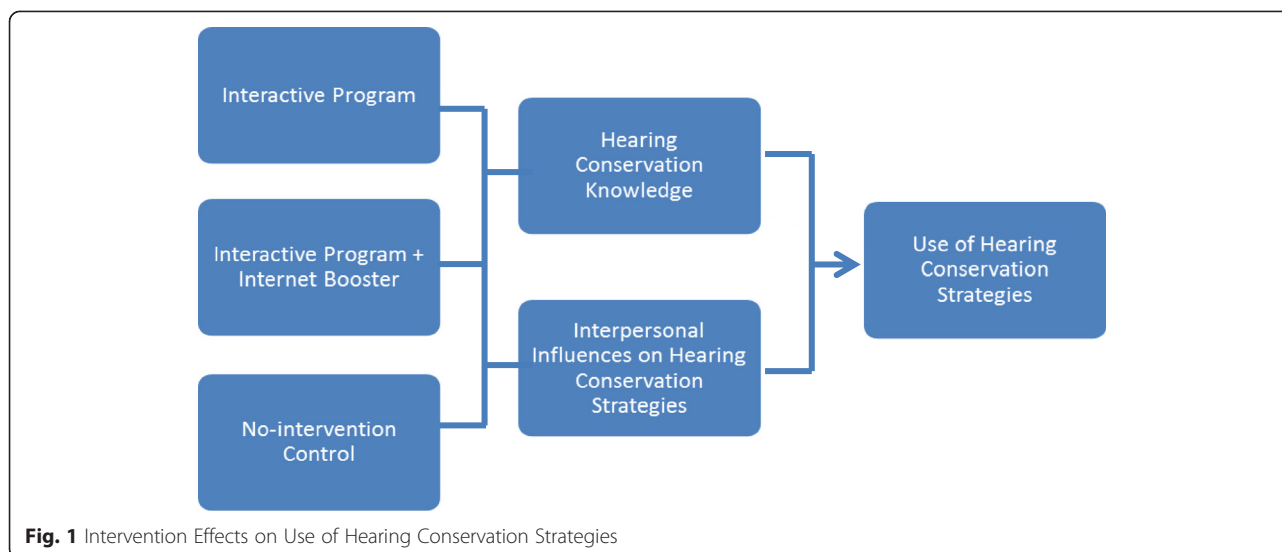 Interactive Program
Interactive Program +
Internet Booster
No-intervention
Control
Hearing
Conservation
Knowledge
Interpersonal
Influences on Hearing
Conservation
Strategies
Use of Hearing
Conservation
Strategies
Fig. 1 Intervention Effects on Use of Hearing Conservation Strategies